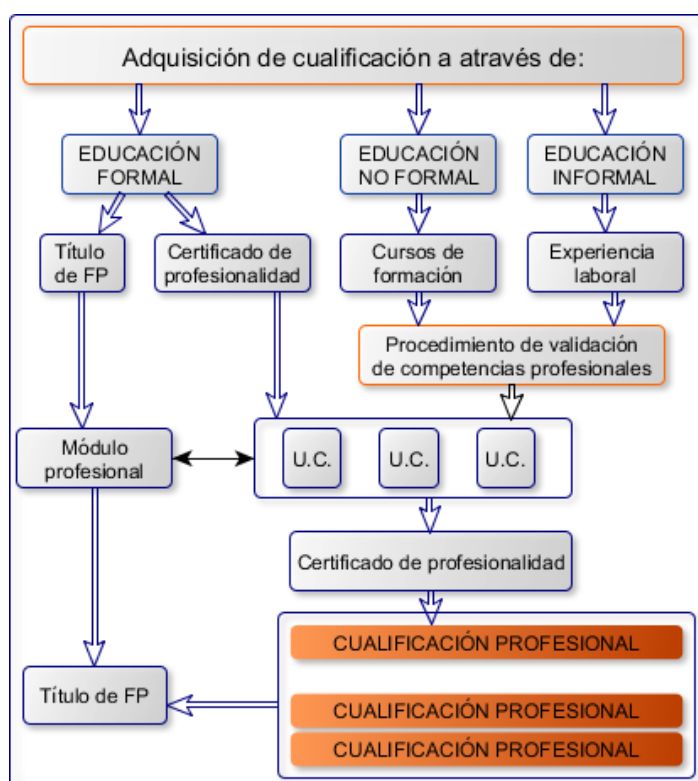 Adquisición de cualificación a através de:
EDUCACIÓN
FORMAL
EDUCACIÓN
NO FORMAL
EDUCACIÓN
INFORMAL
Título
de FP
Certificado de
profesionalidad
Cursos de
formación
Experiencia
laboral
Procedimiento de validación
de competencias profesionales
Módulo
profesional
U.C.
U.C.
U.C.
Certificado de profesionalidad
CUALIFICACIÓN PROFESIONAL
Título de FP
CUALIFICACIÓN PROFESIONAL
CUALIFICACIÓN PROFESIONAL